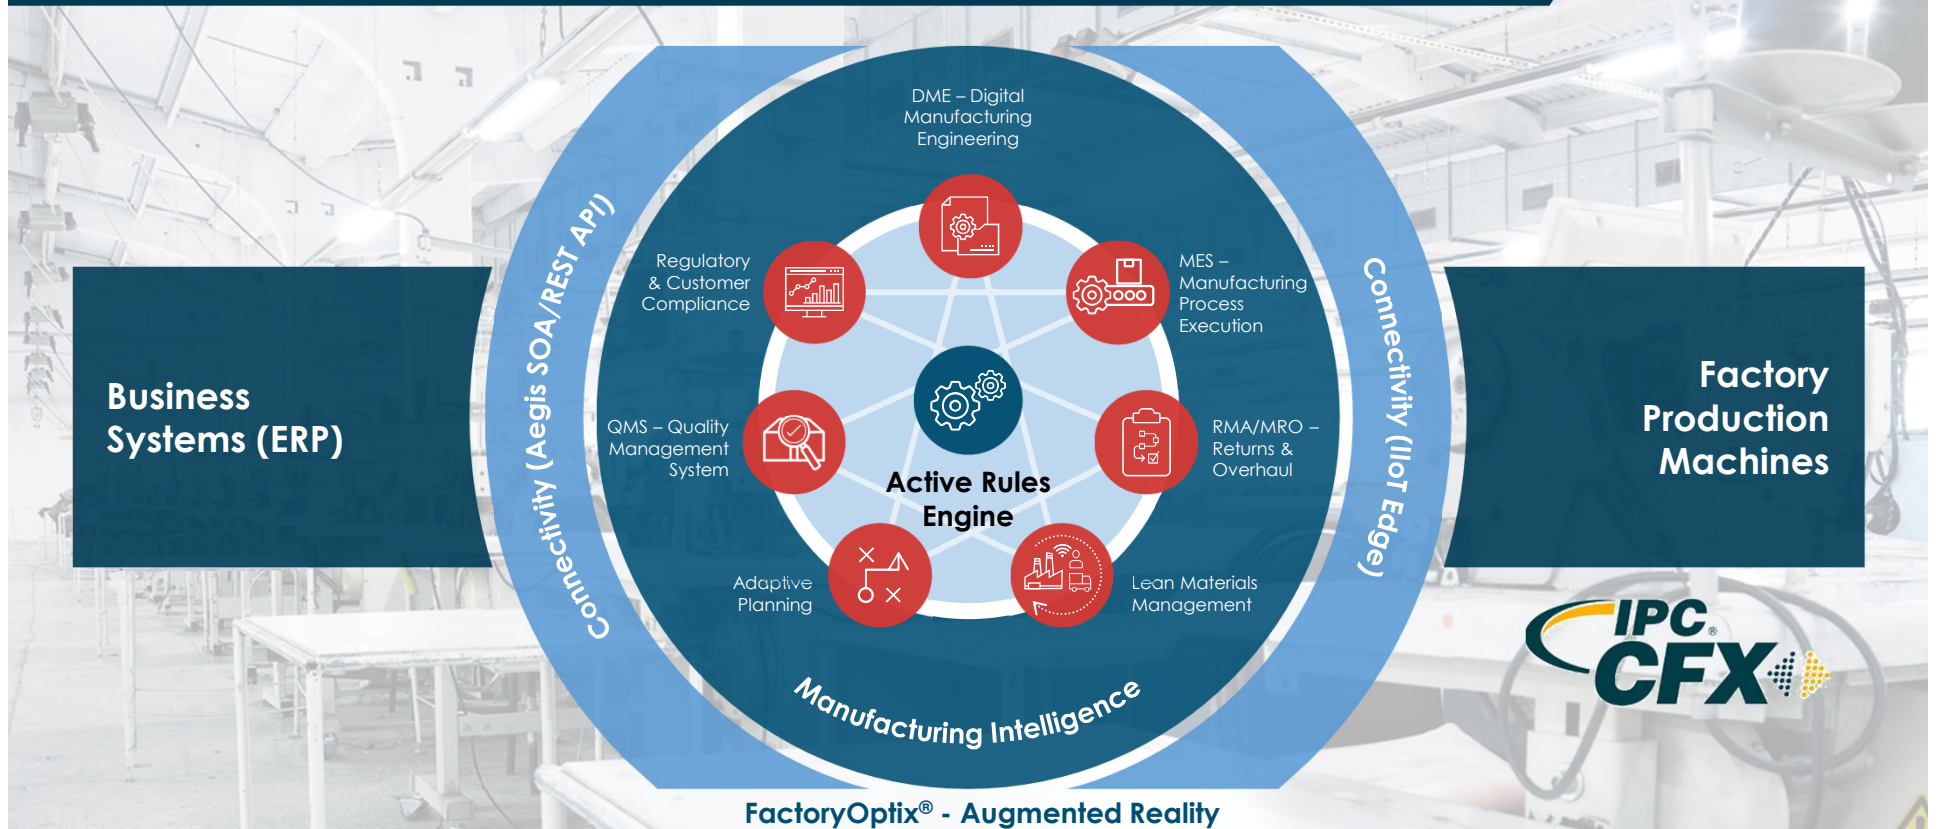 DME – Digital
Manufacturing
Engineering
Regulatory
& Customer
Compliance
MES –
Manufacturing
Process
Execution
QMS – Quality
Management
System
RMA/MRO –
Returns &
Overhaul
Adaptive
Planning
Lean Materials
Management
Active Rules
Engine
Manufacturing Intelligence
Connectivity (Aegis SOA/REST API)
Connectivity (IIoT Edge)
Business
Systems (ERP)
Factory
Production
Machines
IPC®
CFX
FactoryOptix® - Augmented Reality